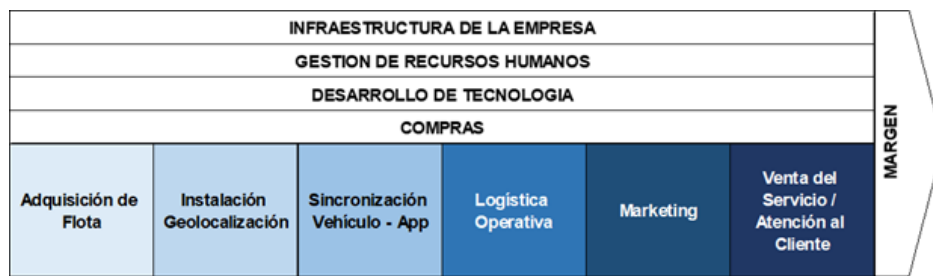 INFRAESTRUCTURA DE LA EMPRESA
GESTION DE RECURSOS HUMANOS
DESARROLLO DE TECNOLOGIA
COMPRAS
Adquisición de
Flota
Instalación
Geolocalización
Sincronización
Vehículo - App
Logística
Operativa
Marketing
Venta del
Servicio /
Atención al
Cliente
MARGEN